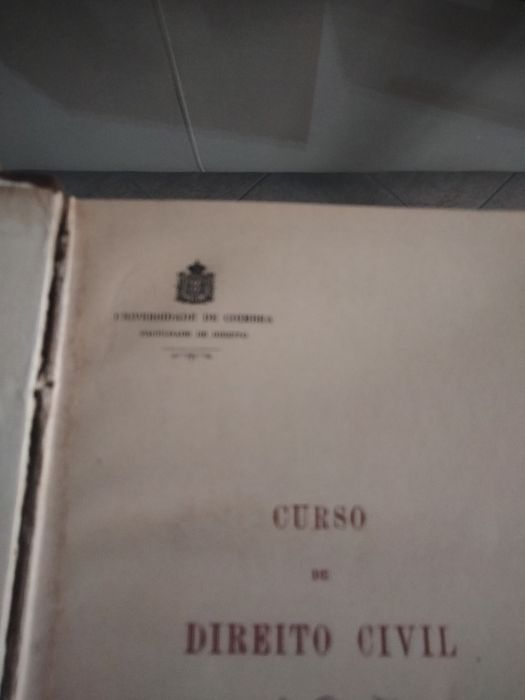 UNIVERSIDADE DE COIMBRA
FACULDADE DE DIREITO
CURSO
DE
DIREITO CIVIL